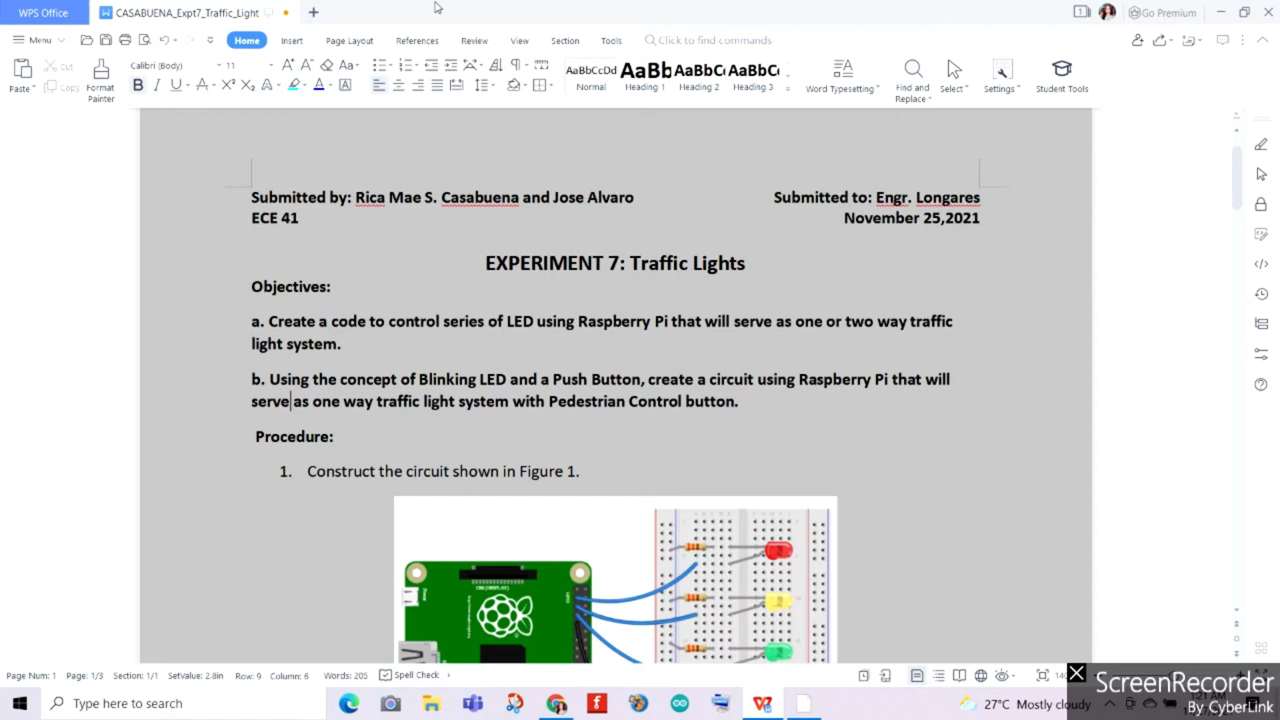 WPS Office
CASABUENA_Expt7_Traffic_Light
Go Premium
Menu
Home
Insert
Page Layout
References
Review
View
Section
Tools
Click to find commands
Paste
Cut
Copy
Format Painter
Calibri (Body)
11
AaBbCcDd
Normal
AaBb
Heading 1
AaBbCc
Heading 2
AaBbCc
Heading 3
Word Typesetting
Find and Replace
Select
Settings
Student Tools
Submitted by: Rica Mae S. Casabuena and Jose Alvaro
Submitted to: Engr. Longares
ECE 41
November 25,2021
EXPERIMENT 7: Traffic Lights
Objectives:
a. Create a code to control series of LED using Raspberry Pi that will serve as one or two way traffic
light system.
b. Using the concept of Blinking LED and a Push Button, create a circuit using Raspberry Pi that will
serve as one way traffic light system with Pedestrian Control button.
Procedure:
1. Construct the circuit shown in Figure 1.
Page Num: 1
Page: 1/3
Section: 1/1
SetValue: 2.8in
Row: 9
Column: 6
Words: 205
Spell Check
ScreenRecorder
By CyberLink
Type here to search
27°C Mostly cloudy